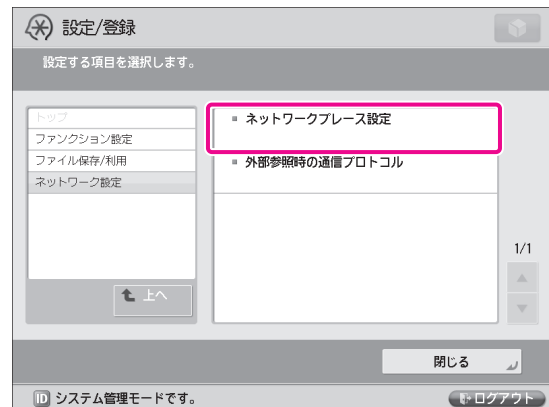 設定/登録
設定する項目を選択します。
トップ
ファンクション設定
ファイル保存/利用
ネットワーク設定
上へ
ネットワークプレース設定
外部参照時の通信プロトコル
1/1
閉じる
ID システム管理モードです。
ログアウト